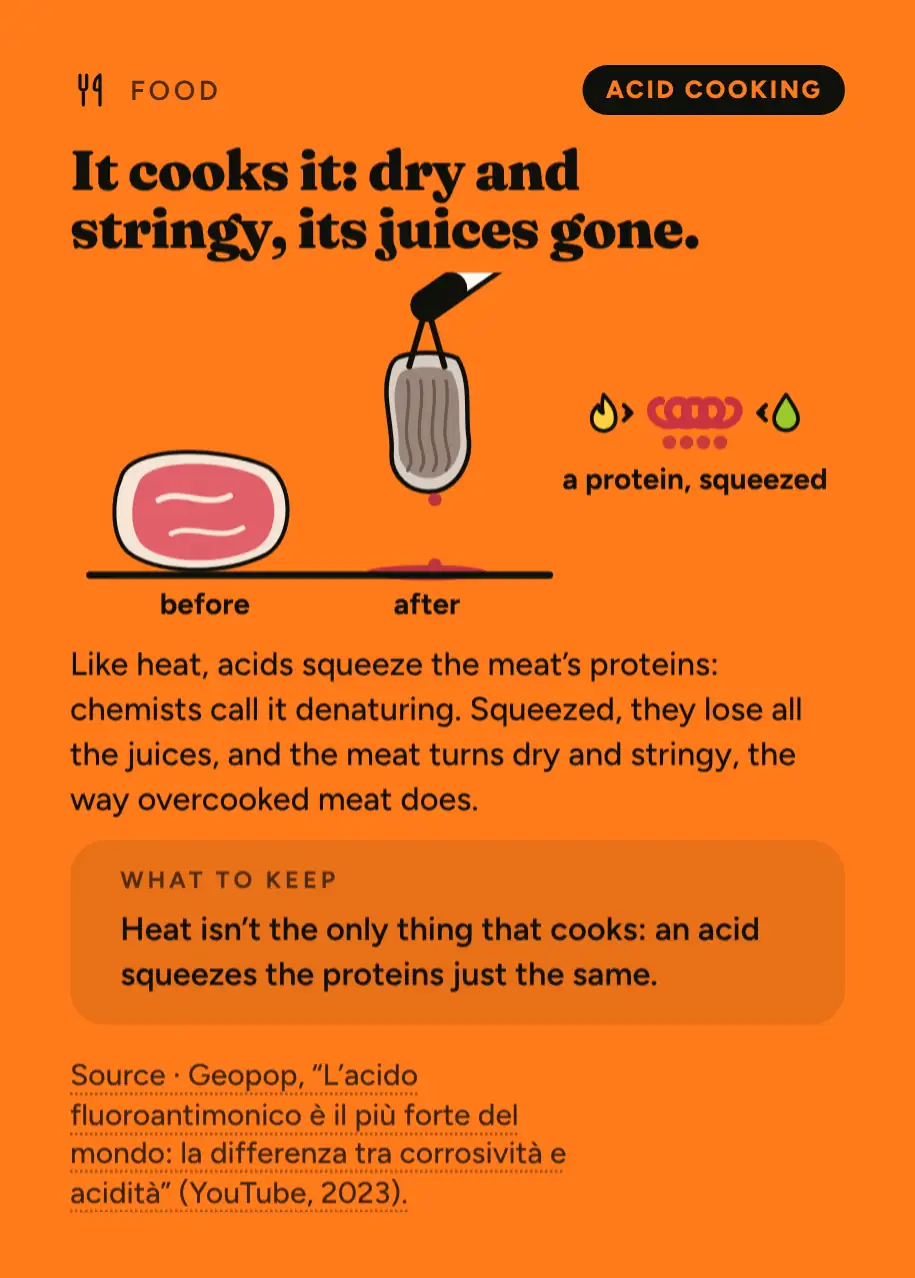 FOOD
ACID COOKING
It cooks it: dry and
stringy, its juices gone.
a protein, squeezed
before
after
Like heat, acids squeeze the meat’s proteins:
chemists call it denaturing. Squeezed, they lose all
the juices, and the meat turns dry and stringy, the
way overcooked meat does.
WHAT TO KEEP
Heat isn’t the only thing that cooks: an acid
squeezes the proteins just the same.
Source · Geopop, “L’acido
fluoroantimonico è il più forte del
mondo: la differenza tra corrosività e
acidità” (YouTube, 2023).